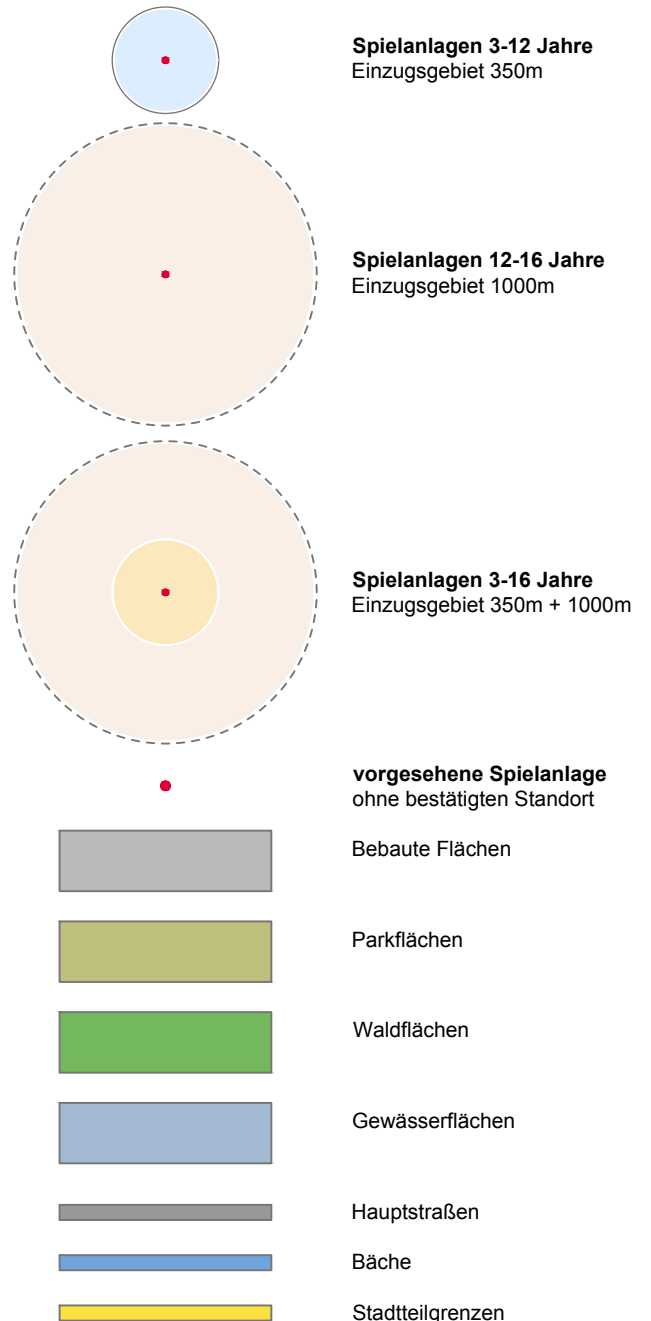 Spielanlagen 3-12 Jahre
Einzugsgebiet 350m
Spielanlagen 12-16 Jahre
Einzugsgebiet 1000m
Spielanlagen 3-16 Jahre
Einzugsgebiet 350m + 1000m
vorgesehene Spielanlage
ohne bestätigten Standort
Bebaute Flächen
Parkflächen
Waldflächen
Gewässerflächen
Hauptstraßen
Bäche
Stadtteilgrenzen